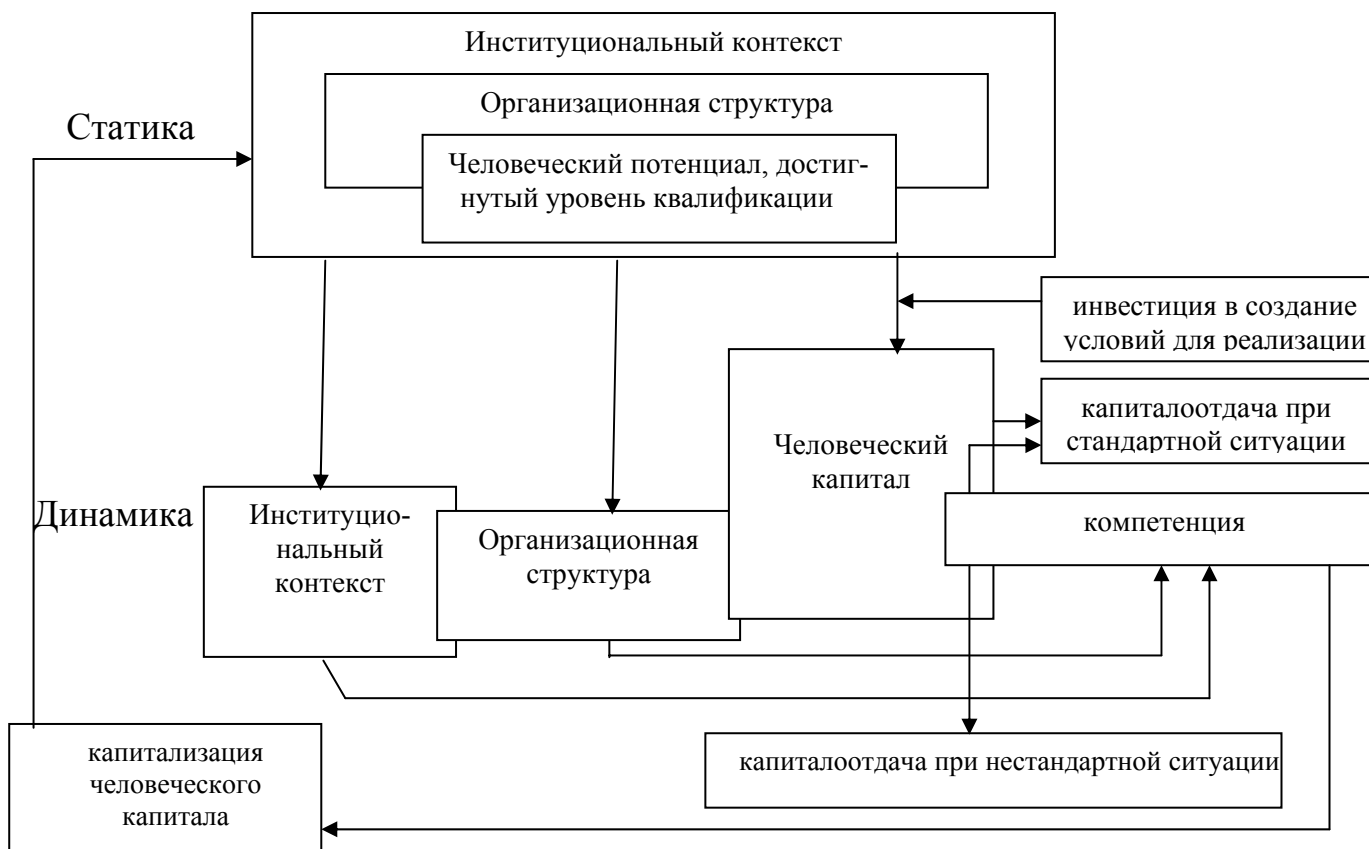 Институциональный контекст
Организационная структура
Статика
Человеческий потенциал, достиг-
нутый уровень квалификации
инвестиция в создание
условий для реализации
капиталоотдача при
стандартной ситуации
Человеческий
капитал
Динамика
Институцио-
нальный
контекст
Организационная
структура
компетенция
капитализация
человеческого
капитала
капиталоотдача при нестандартной ситуации